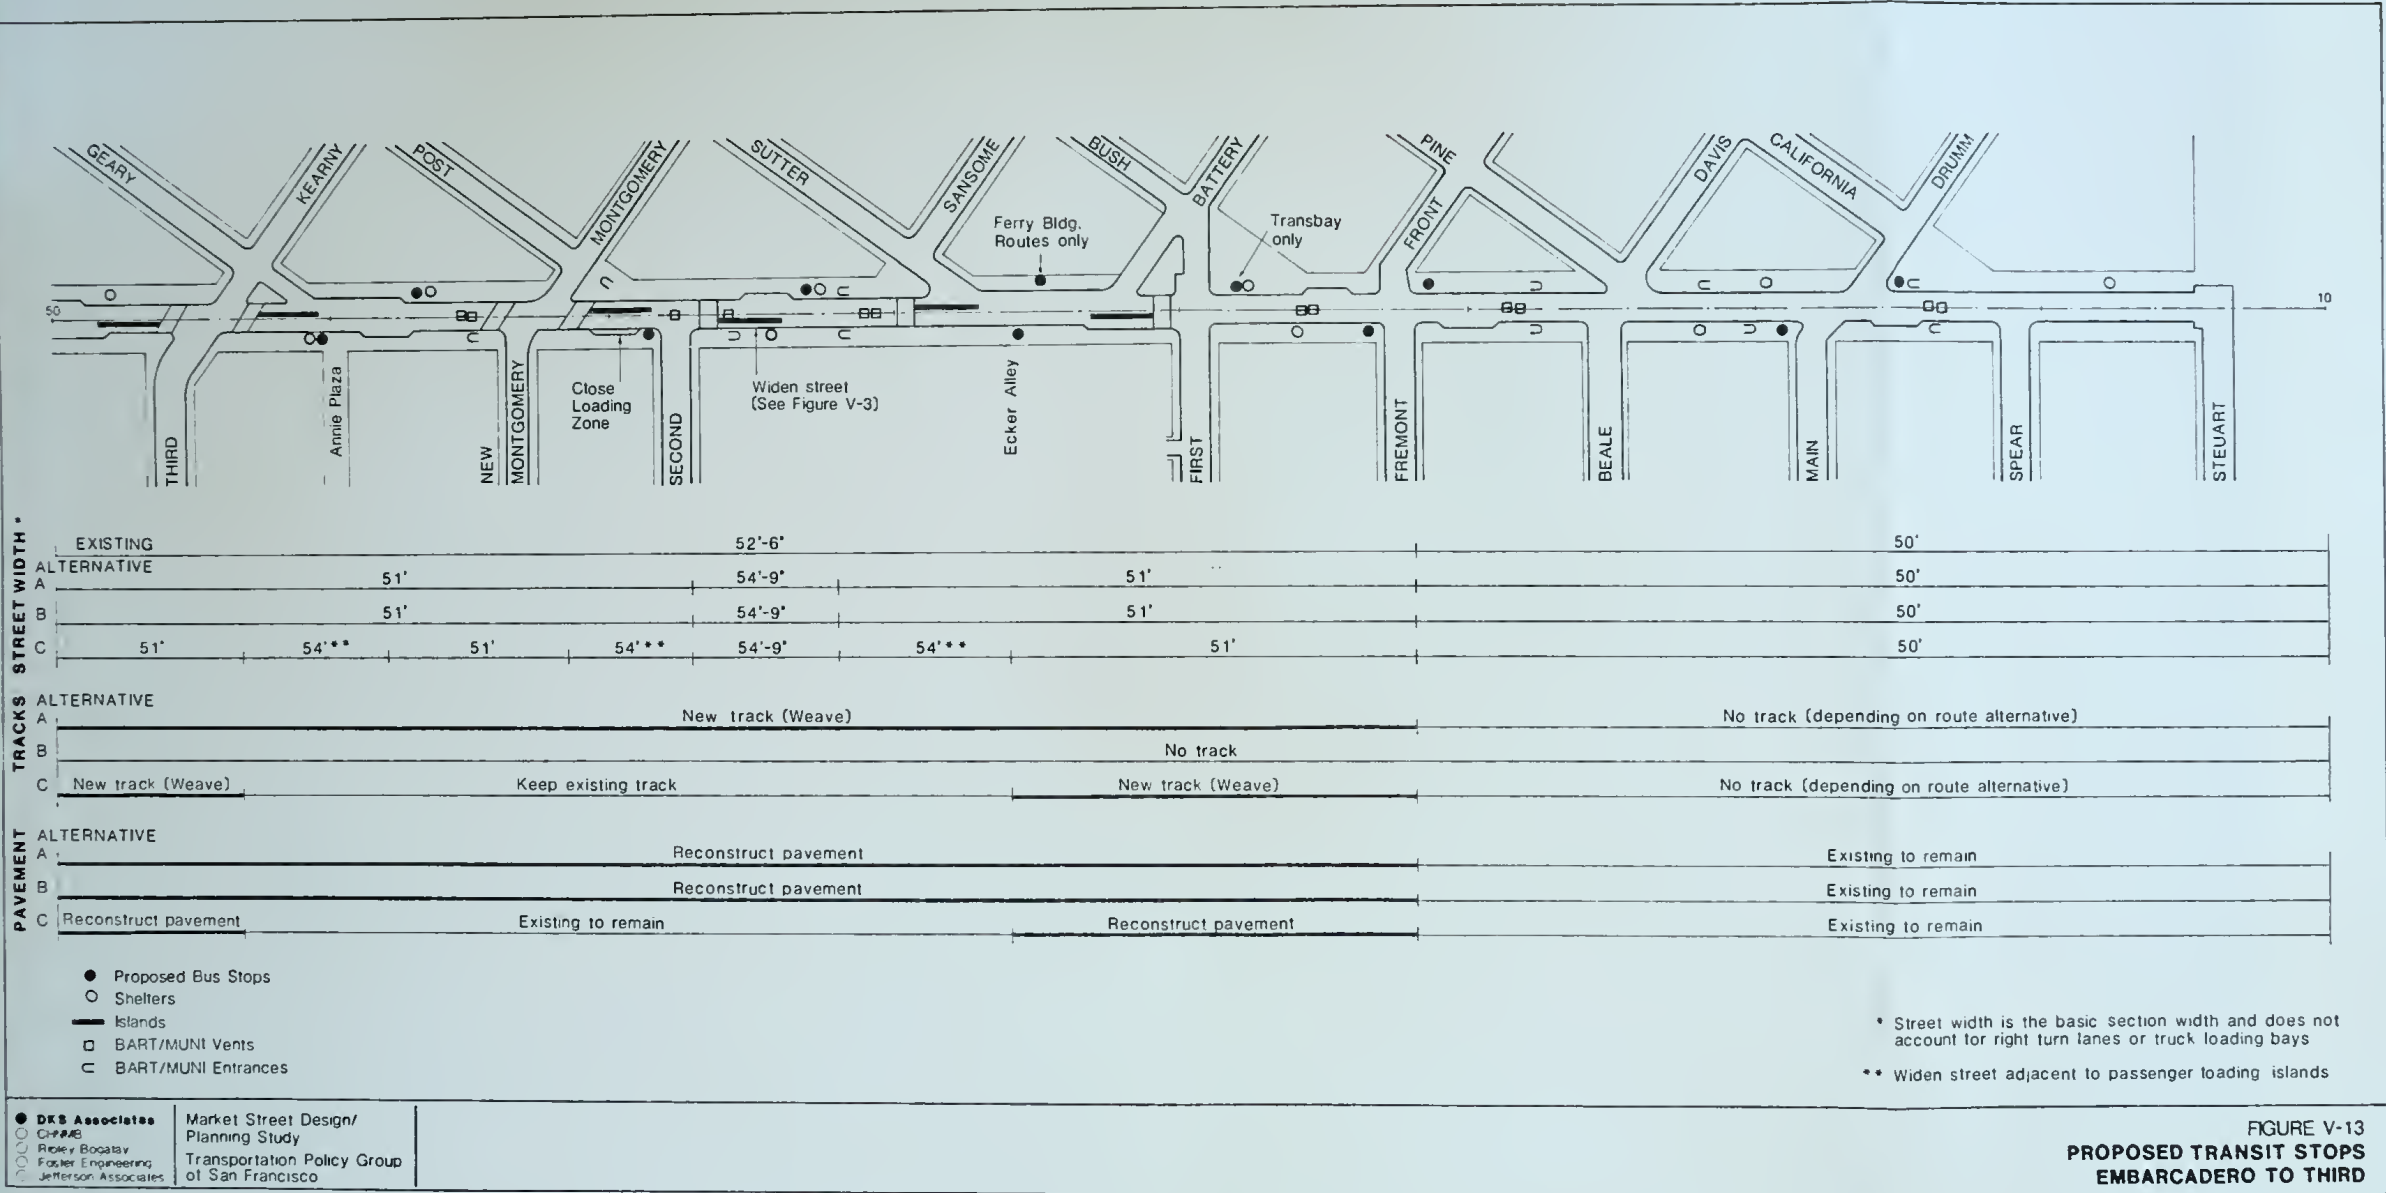 GEARY
KEARNY
POST
MONTGOMERY
SUTTER
SANSOME
BUSH
BATTERY
PINE
FRONT
DAVIS
CALIFORNIA
DRUMM
Ferry Bldg.
Routes only
Transbay
only
50
10
Close
Loading
Zone
Widen street
(See Figure V-3)
THIRD
Annie Plaza
NEW
MONTGOMERY
SECOND
Ecker Alley
FIRST
FREMONT
BEALE
MAIN
SPEAR
STEUART
STREET WIDTH *
EXISTING 52'-6" 50'
ALTERNATIVE
A 51' 54'-9" 51' 50'
B 51' 54'-9" 51' 50'
C 51' 54'** 51' 54'** 54'-9" 54'** 51' 50'
TRACKS
ALTERNATIVE
A New track (Weave) No track (depending on route alternative)
B No track
C New track (Weave) Keep existing track New track (Weave) No track (depending on route alternative)
PAVEMENT
ALTERNATIVE
A Reconstruct pavement Existing to remain
B Reconstruct pavement Existing to remain
C Reconstruct pavement Existing to remain Reconstruct pavement Existing to remain
Proposed Bus Stops
Shelters
Islands
BART/MUNI Vents
BART/MUNI Entrances
* Street width is the basic section width and does not
account for right turn lanes or truck loading bays
** Widen street adjacent to passenger loading islands
DKS Associates
Ripley Bogatay
Foster Engineering
Jefferson Associates
Market Street Design/
Planning Study
Transportation Policy Group
of San Francisco
FIGURE V-13
PROPOSED TRANSIT STOPS
EMBARCADERO TO THIRD